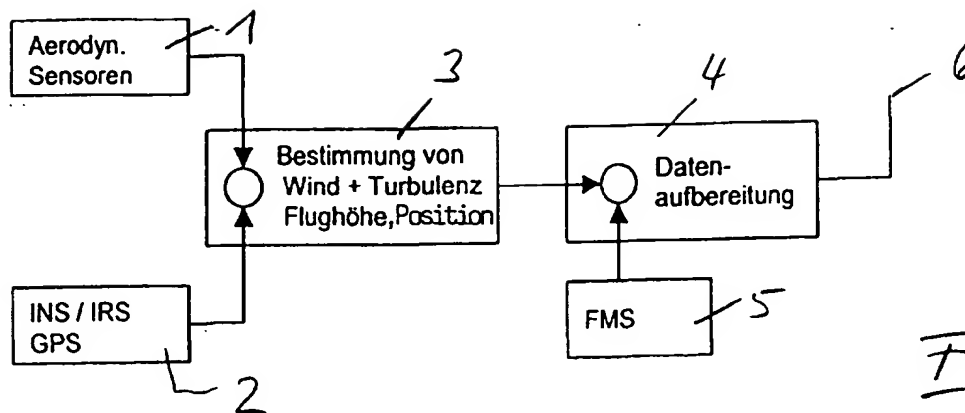 1
Aerodyn.
Sensoren
3
Bestimmung von
Wind + Turbulenz
Flughöhe,Position
4
Daten-
aufbereitung
6
INS / IRS
GPS
2
FMS
5